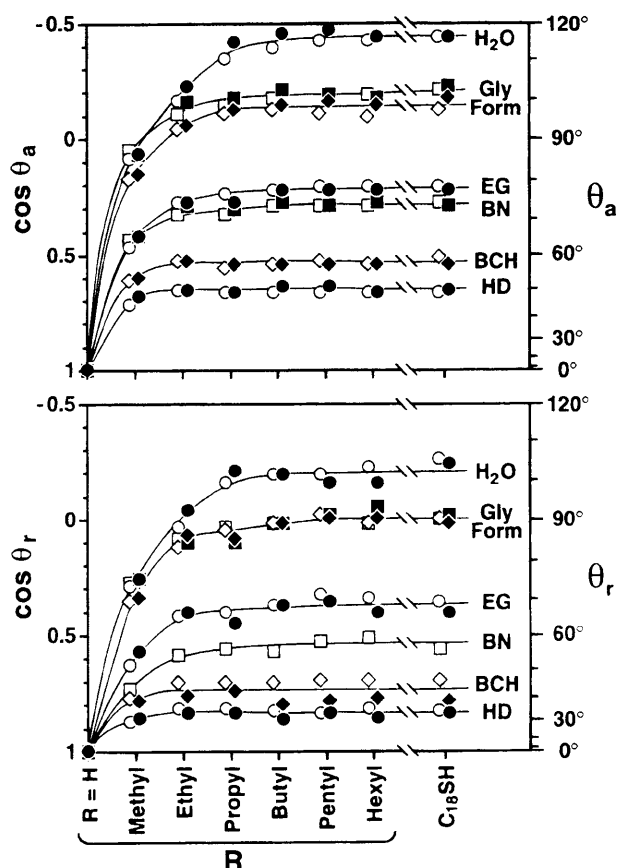 -0.5
0
0.5
1
cos θa
120°
90°
60°
30°
0°
θa
H₂O
Gly
Form
EG
BN
BCH
HD
-0.5
0
0.5
1
cos θr
120°
90°
60°
30°
0°
θr
H₂O
Gly
Form
EG
BN
BCH
HD
R = H
Methyl
Ethyl
Propyl
Butyl
Pentyl
Hexyl
C₁₈SH
R